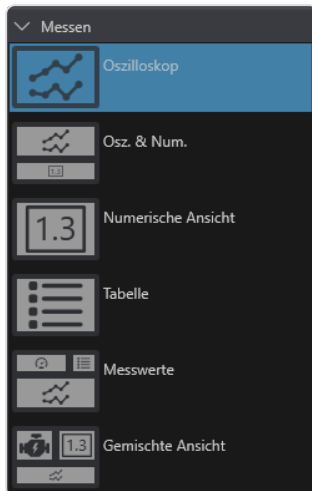 Messen
Oszilloskop
Osz. & Num.
1.3
1.3
Numerische Ansicht
Tabelle
Messwerte
1.3
Gemischte Ansicht